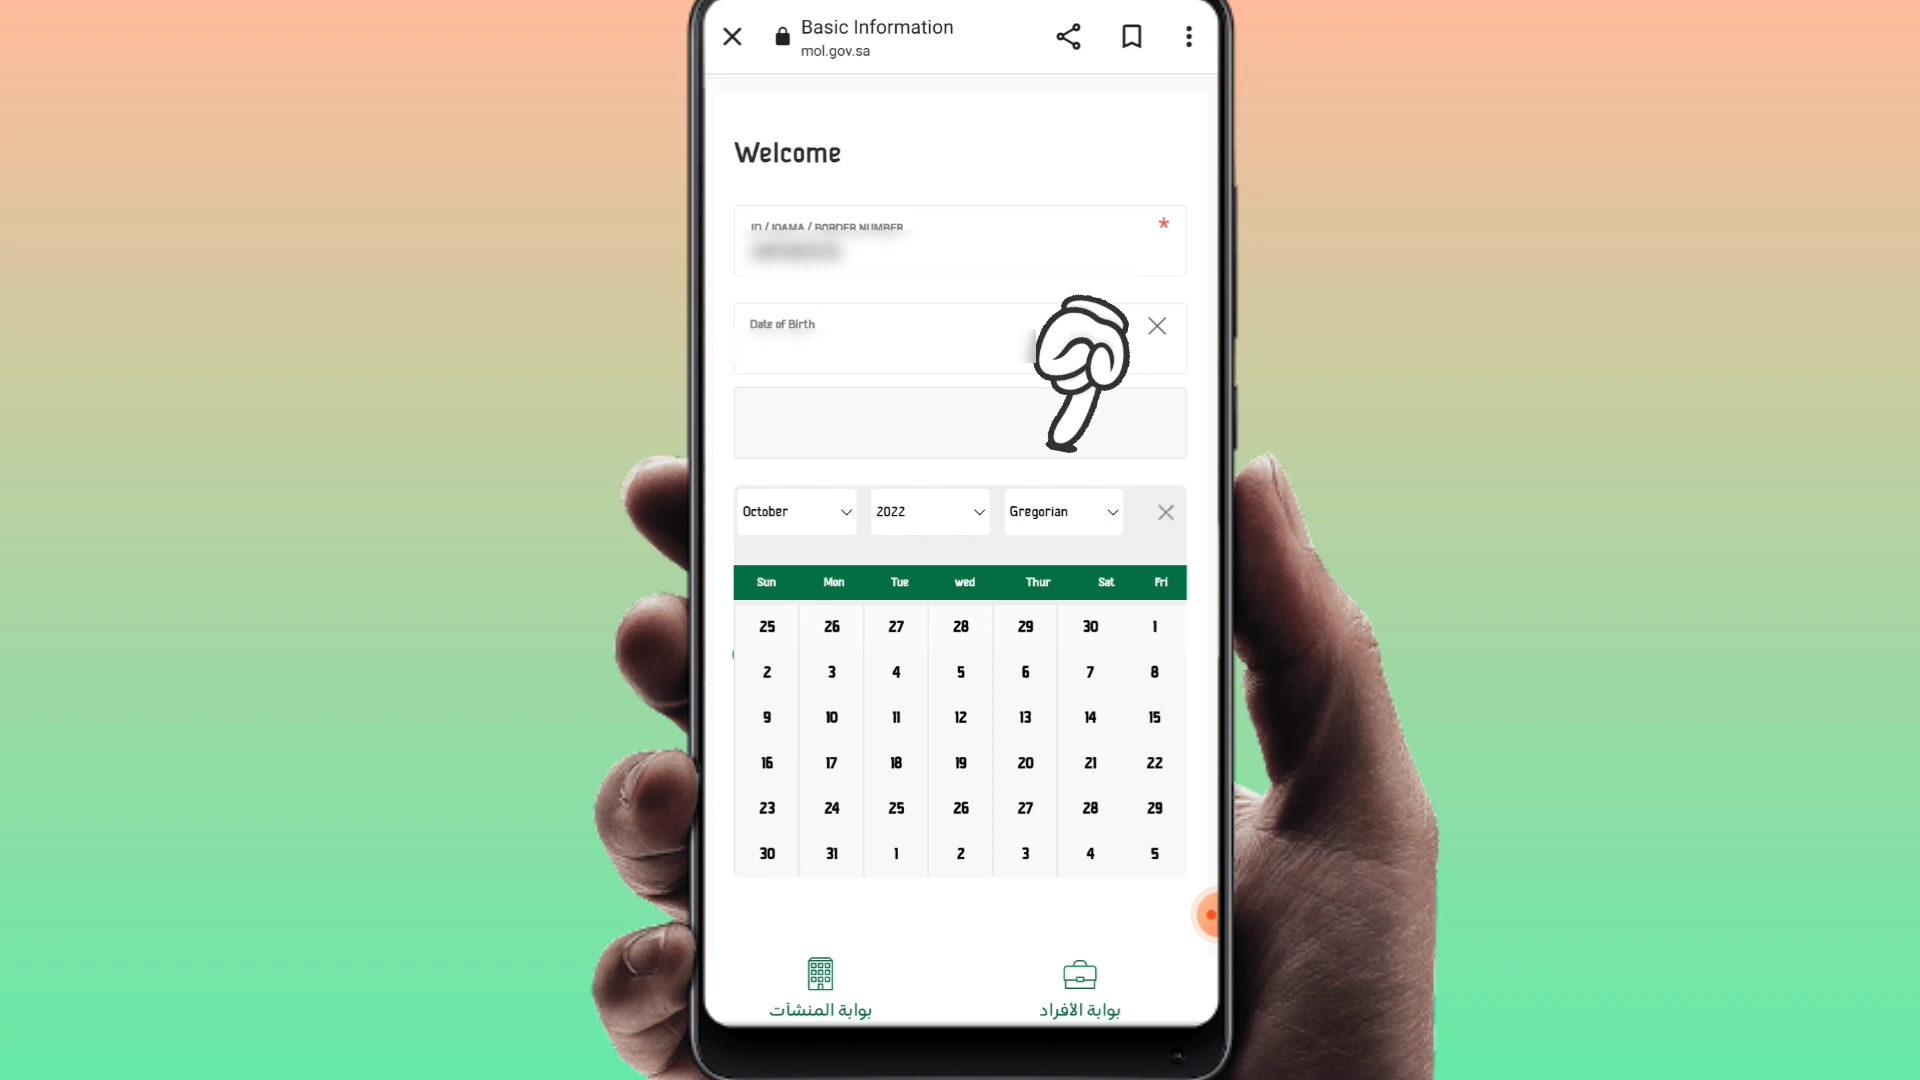 Basic Information
mol.gov.sa
Welcome
ID / IQAMA / BORDER NUMBER
*
Date of Birth
October 2022 Gregorian
Sun Mon Tue wed Thur Sat Fri
25 26 27 28 29 30 1
2 3 4 5 6 7 8
9 10 11 12 13 14 15
16 17 18 19 20 21 22
23 24 25 26 27 28 29
30 31 1 2 3 4 5
بوابة المنشآت بوابة الأفراد